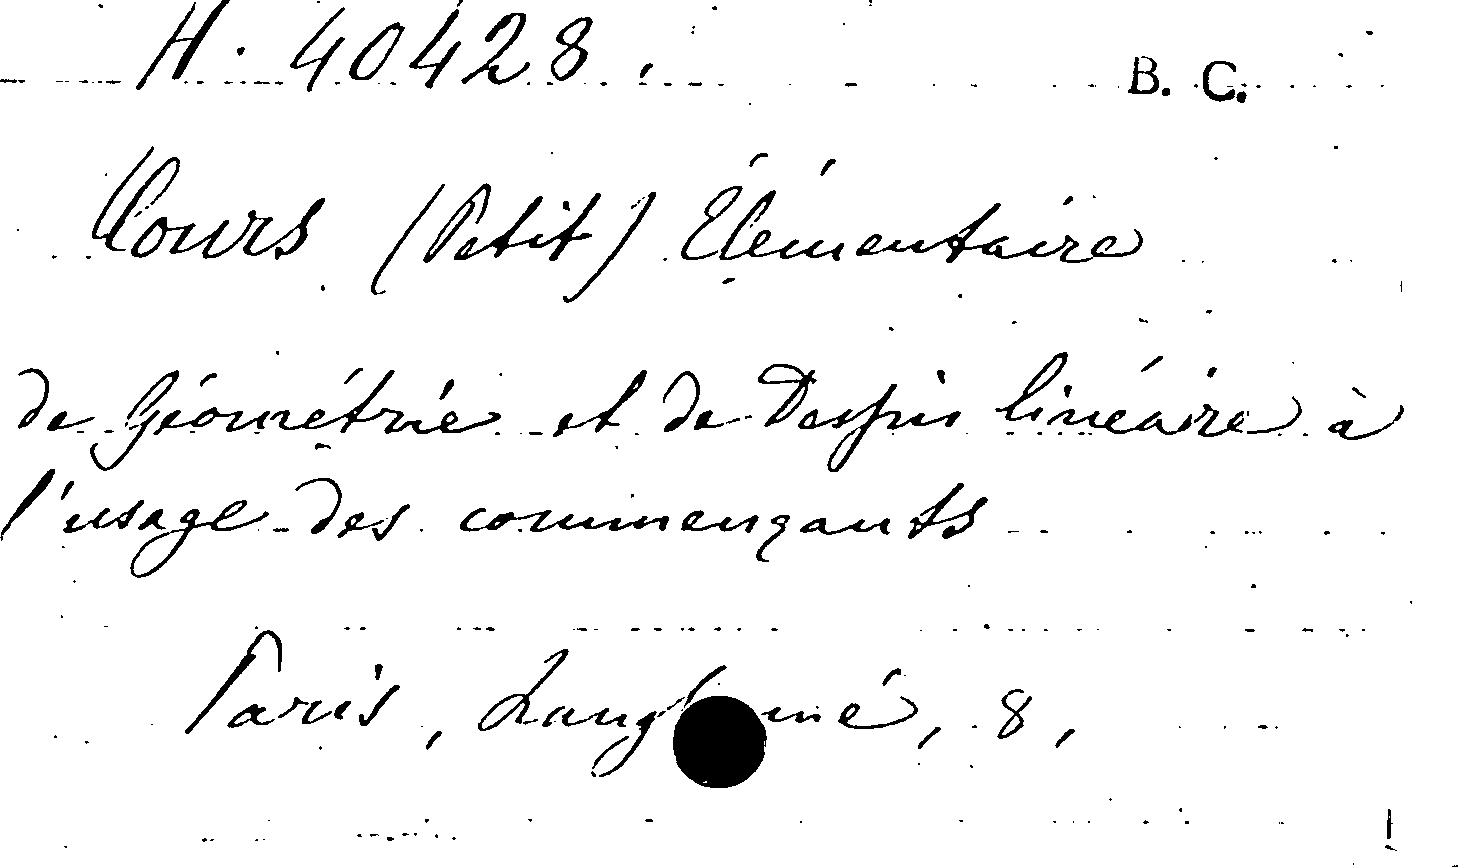 H. 40428.
B. C.
Cours (Petit) Élémentaire
de Géométrie et de Dessin linéaire à
l'usage des commençants
Paris, , 8,